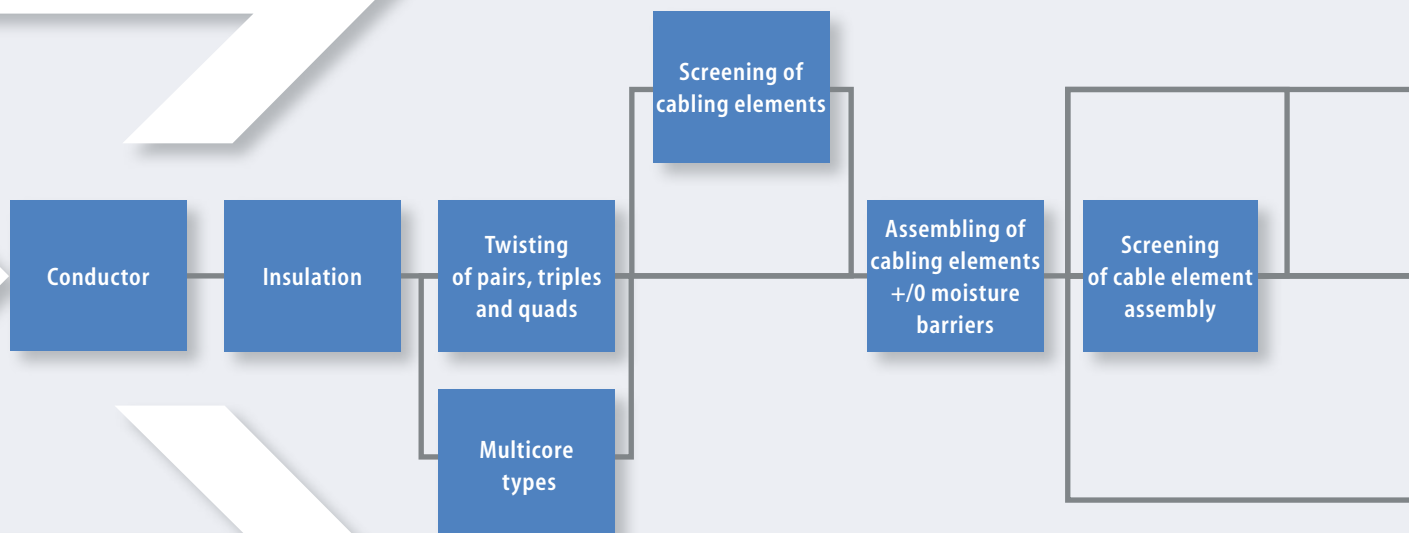 Screening of
cabling elements
Conductor
Insulation
Twisting
of pairs, triples
and quads
Assembling of
cabling elements
+/0 moisture
barriers
Screening
of cable element
assembly
Multicore
types